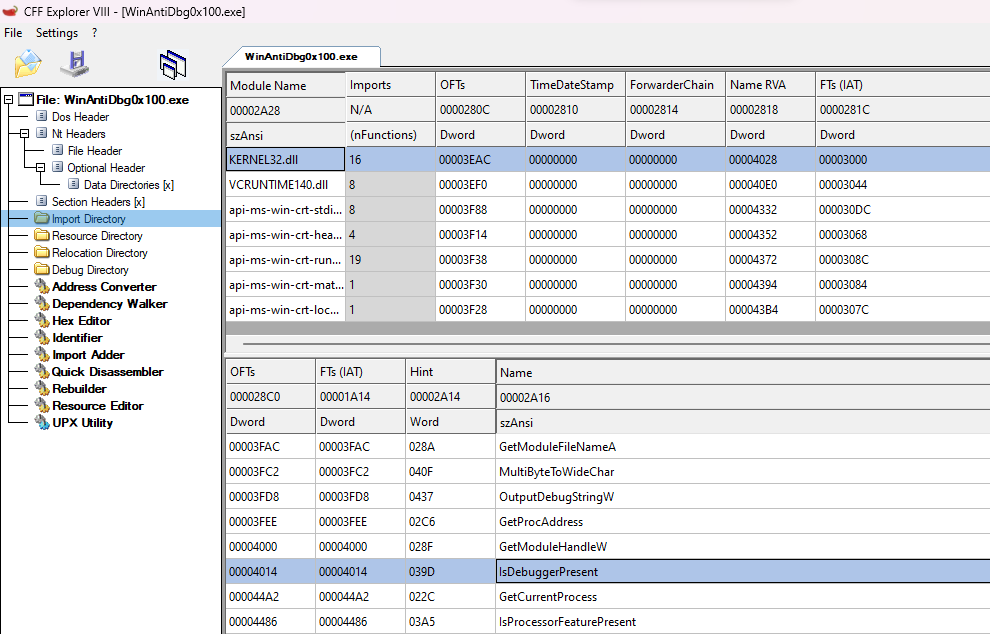 CFF Explorer VIII - [WinAntiDbg0x100.exe]
File Settings ?
WinAntiDbg0x100.exe
File: WinAntiDbg0x100.exe
Dos Header
Nt Headers
File Header
Optional Header
Data Directories [x]
Section Headers [x]
Import Directory
Resource Directory
Relocation Directory
Debug Directory
Address Converter
Dependency Walker
Hex Editor
Identifier
Import Adder
Quick Disassembler
Rebuilder
Resource Editor
UPX Utility
Module Name Imports OFTs TimeDateStamp ForwarderChain Name RVA FTs (IAT)
00002A28 N/A 0000280C 00002810 00002814 00002818 0000281C
szAnsi (nFunctions) Dword Dword Dword Dword Dword
KERNEL32.dll 16 00003EAC 00000000 00000000 00004028 00003000
VCRUNTIME140.dll 8 00003EF0 00000000 00000000 000040E0 00003044
api-ms-win-crt-stdi... 8 00003F88 00000000 00000000 00004332 000030DC
api-ms-win-crt-hea... 4 00003F14 00000000 00000000 00004352 00003068
api-ms-win-crt-run... 19 00003F38 00000000 00000000 00004372 0000308C
api-ms-win-crt-mat... 1 00003F30 00000000 00000000 00004394 00003084
api-ms-win-crt-loc... 1 00003F28 00000000 00000000 000043B4 0000307C
OFTs FTs (IAT) Hint Name
000028C0 00001A14 00002A14 00002A16
Dword Dword Word szAnsi
00003FAC 00003FAC 028A GetModuleFileNameA
00003FC2 00003FC2 040F MultiByteToWideChar
00003FD8 00003FD8 0437 OutputDebugStringW
00003FEE 00003FEE 02C6 GetProcAddress
00004000 00004000 028F GetModuleHandleW
00004014 00004014 039D IsDebuggerPresent
000044A2 000044A2 022C GetCurrentProcess
00004486 00004486 03A5 IsProcessorFeaturePresent